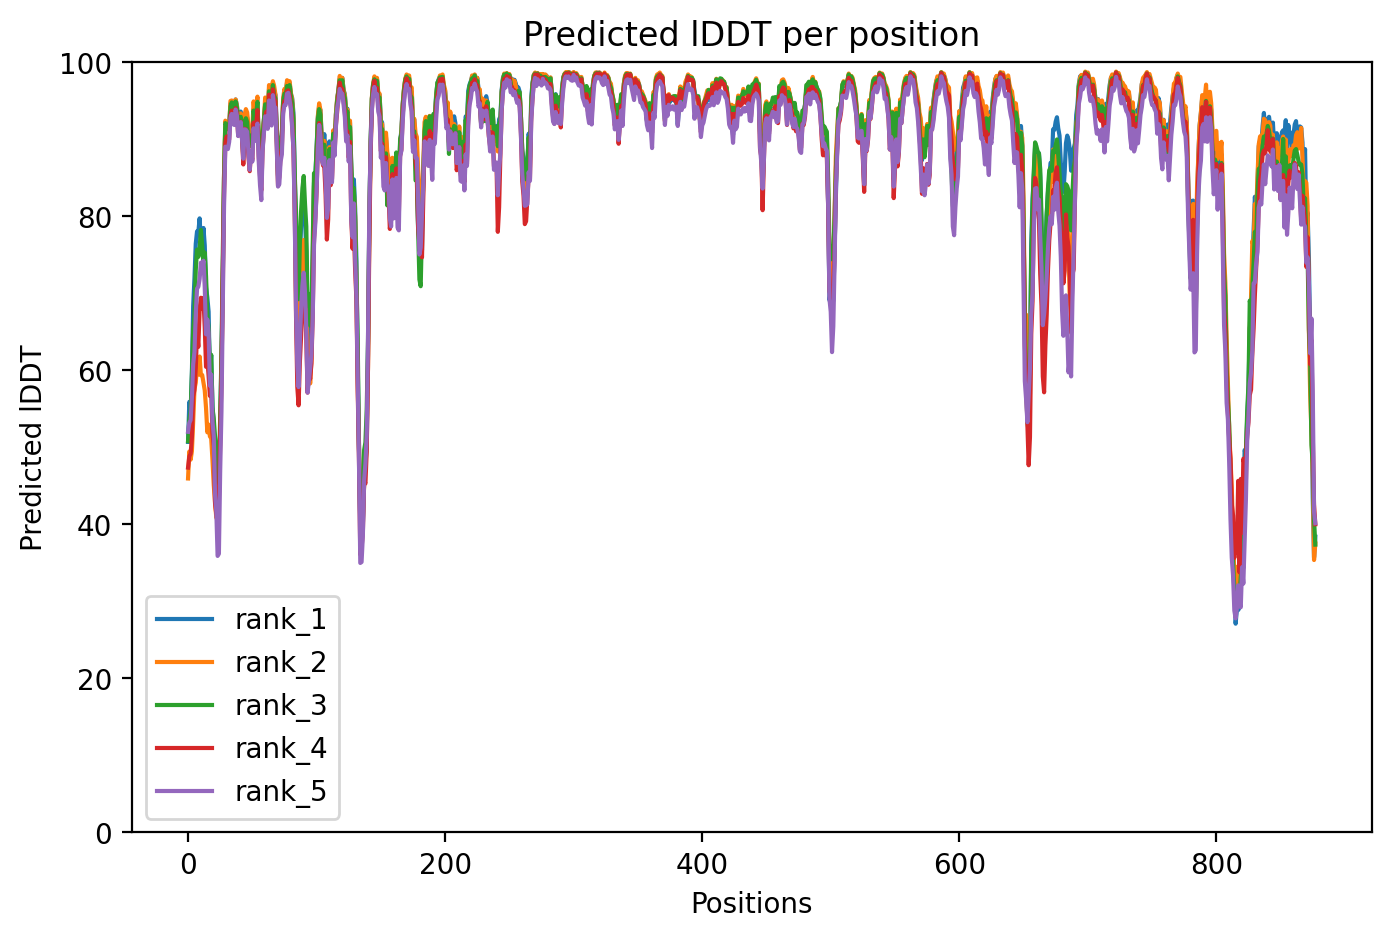 Predicted lDDT per position
Predicted lDDT
100
80
60
40
20
0
rank_1
rank_2
rank_3
rank_4
rank_5
0 200 400 600 800
Positions